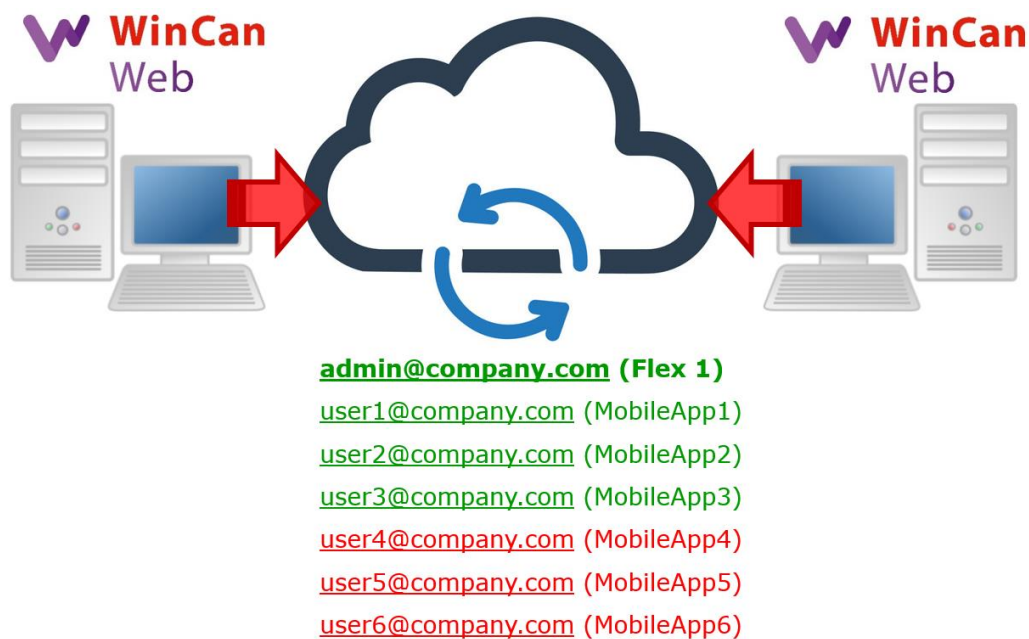 WinCan
Web
WinCan
Web
admin@company.com (Flex 1)
user1@company.com (MobileApp1)
user2@company.com (MobileApp2)
user3@company.com (MobileApp3)
user4@company.com (MobileApp4)
user5@company.com (MobileApp5)
user6@company.com (MobileApp6)